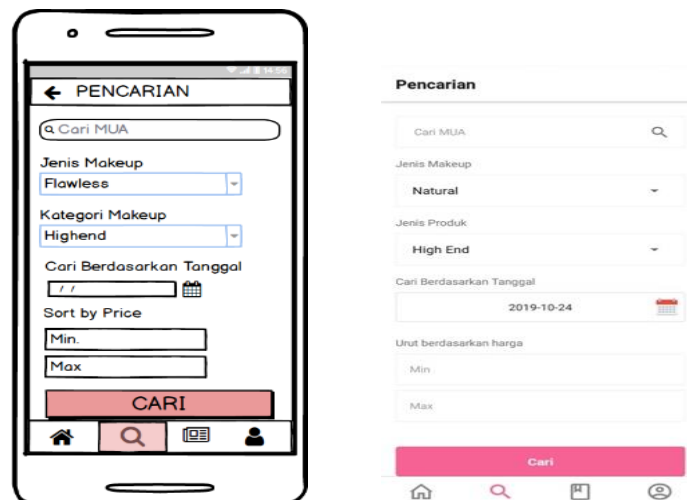 14:56
PENCARIAN
Cari MUA
Jenis Makeup
Flawless
Kategori Makeup
Highend
Cari Berdasarkan Tanggal
/ /
Sort by Price
Min.
Max
CARI
Pencarian
Cari MUA
Jenis Makeup
Natural
Jenis Produk
High End
Cari Berdasarkan Tanggal
2019-10-24
Urut berdasarkan harga
Min
Max
Cari